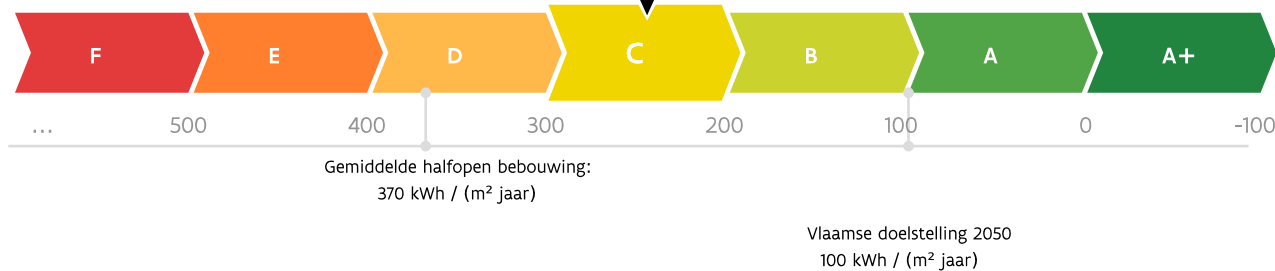 F E D C B A A+
... 500 400 300 200 100 0 -100
Gemiddelde halfopen bebouwing:
370 kWh / (m² jaar)
Vlaamse doelstelling 2050
100 kWh / (m² jaar)